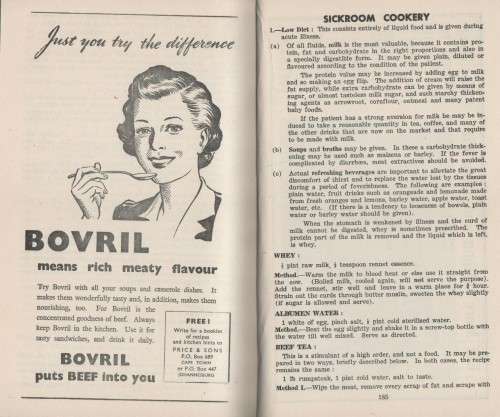 Just you try the difference
BOVRIL
means rich meaty flavour
Try Bovril with all your soups and casserole dishes. It
makes them wonderfully tasty and, in addition, makes them
nourishing, too. For Bovril is the
concentrated goodness of beef. Always
keep Bovril in the kitchen. Use it for
tasty sandwiches, and drink it daily.
BOVRIL
puts BEEF into you
FREE!
Write for a booklet
of recipes
and kitchen hints to
PRICE & SONS
P.O. Box 687
CAPE TOWN
or P.O. Box 447
JOHANNESBURG
SICKROOM COOKERY
1.—Low Diet : This consists entirely of liquid food and is given during
acute illness.
(a) Of all fluids, milk is the most valuable, because it contains pro-
tein, fat and carbohydrate in the right proportions and also in
a specially digestible form. It may be given plain, diluted or
flavoured according to the condition of the patient.
The protein value may be increased by adding egg to milk
and so making an egg flip. The addition of cream will raise the
fat supply, while extra carbohydrate can be given by means of
sugar, or almost tasteless milk sugar, and such starchy thicken-
ing agents as arrowroot, cornflour, oatmeal and many patent
baby foods.
If the patient has a strong aversion for milk he may be in-
duced to take a reasonable quantity in tea, coffee, and many of
the other drinks that are now on the market and that require
to be made with milk.
(b) Soups and broths may be given. In these a carbohydrate thick-
ening may be used such as maizena or barley. If the fever is
complicated by diarrhoea, meat extractives should be avoided.
(c) Actual refreshing beverages are important to alleviate the great
discomfort of thirst and to replace the water lost by the tissues
during a period of feverishness. The following are examples :
plain water, fruit drinks such as orangeade and lemonade made
from fresh oranges and lemons, barley water, apple water, toast
water, etc. (If there is a tendency to looseness of bowels, plain
water or barley water should be given).
When the stomach is weakened by illness and the curd of
milk cannot be digested, whey is sometimes prescribed. The
protein part of the milk is removed and the liquid which is left,
is whey.
WHEY :
½ pint raw milk, ½ teaspoon rennet essence.
Method.—Warm the milk to blood heat or else use it straight from
the cow. (Boiled milk, cooled again, will not serve the purpose).
Add the rennet, stir well and leave in a warm place for ¾ hour.
Strain out the curds through butter muslin, sweeten the whey slightly
(if sugar is allowed and serve).
ALBUMEN WATER :
1 white of egg, pinch salt, ½ pint cold sterilised water.
Method.—Beat the egg slightly and shake it in a screw-top bottle with
the water till well mixed. Serve as directed.
BEEF TEA :
This is a stimulant of a high order, and not a food. It may be pre-
pared in two ways, briefly described below. In both cases, the recipe
remains the same :
1 lb rumpsteak, 1 pint cold water, salt to taste.
Method 1.—Wipe the meat, remove every scrap of fat and scrape with
185